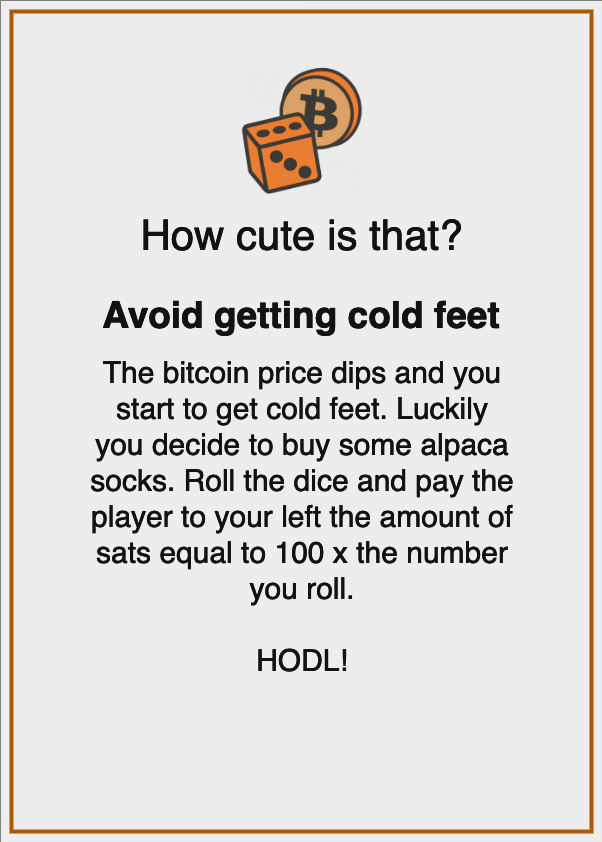 How cute is that?
Avoid getting cold feet
The bitcoin price dips and you
start to get cold feet. Luckily
you decide to buy some alpaca
socks. Roll the dice and pay the
player to your left the amount of
sats equal to 100 x the number
you roll.
HODL!